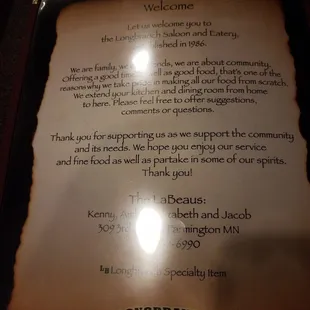 Welcome
Let us welcome you to
the Longbranch Saloon and Eatery,
established in 1986.
We are family, we are friends, we are about community.
Offering a good time as well as good food, that's one of the
reasons why we take pride in making all our food from scratch.
We extend your kitchen and dining room from home
to here. Please feel free to offer suggestions,
comments or questions.
Thank you for supporting us as we support the community
and its needs. We hope you enjoy our service
and fine food as well as partake in some of our spirits.
Thank you!
The LaBeaus:
Kenny, and Jacob
309 3rd MN
-6990
LB Specialty Item